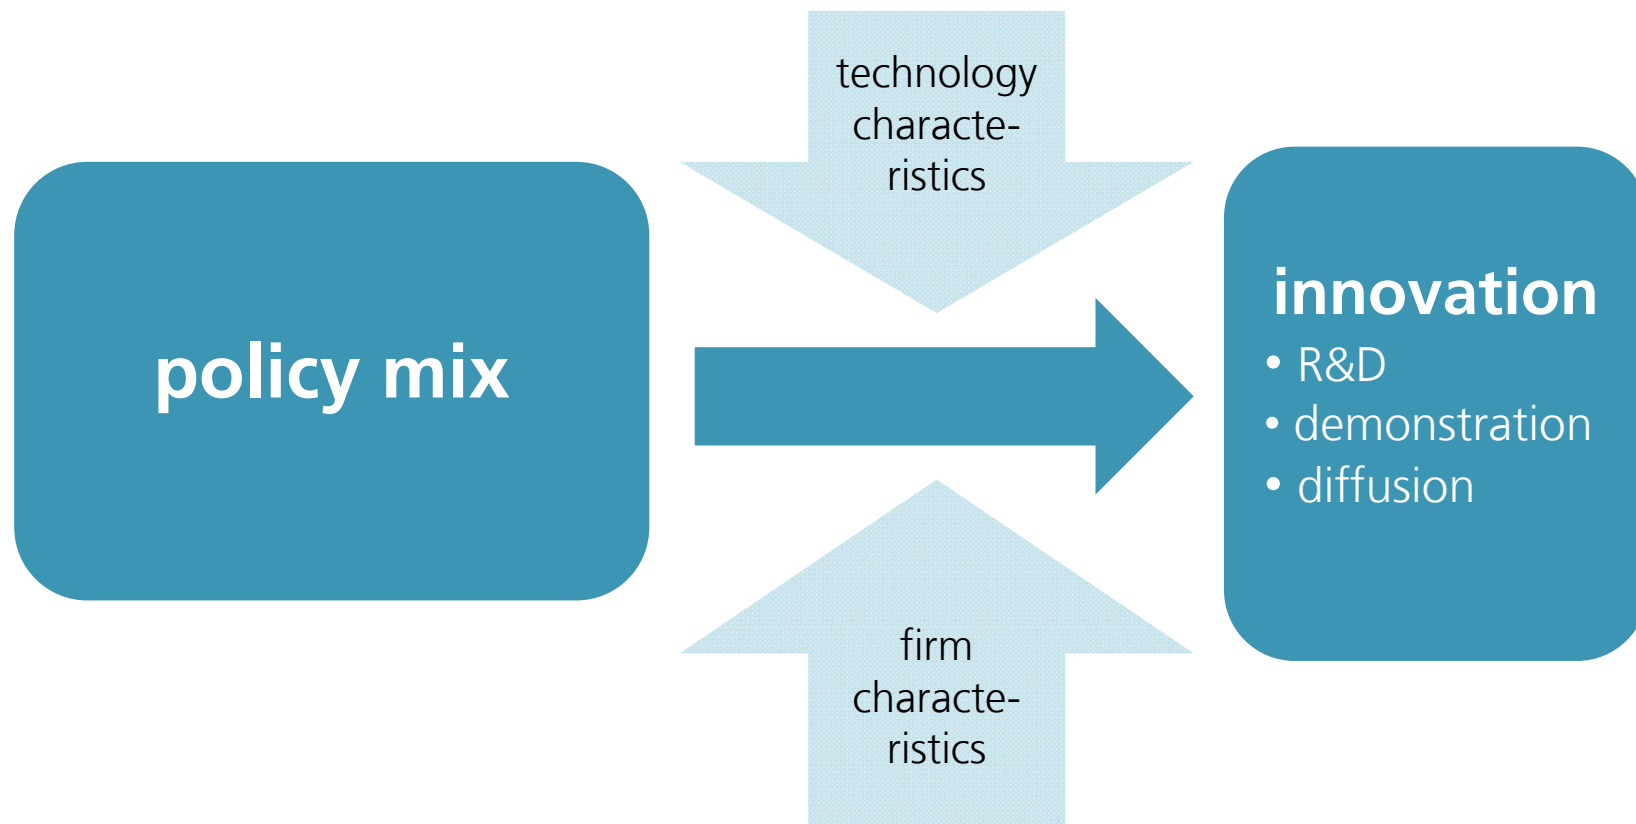 technology
characte-
ristics
policy mix
innovation
• R&D
• demonstration
• diffusion
firm
characte-
ristics